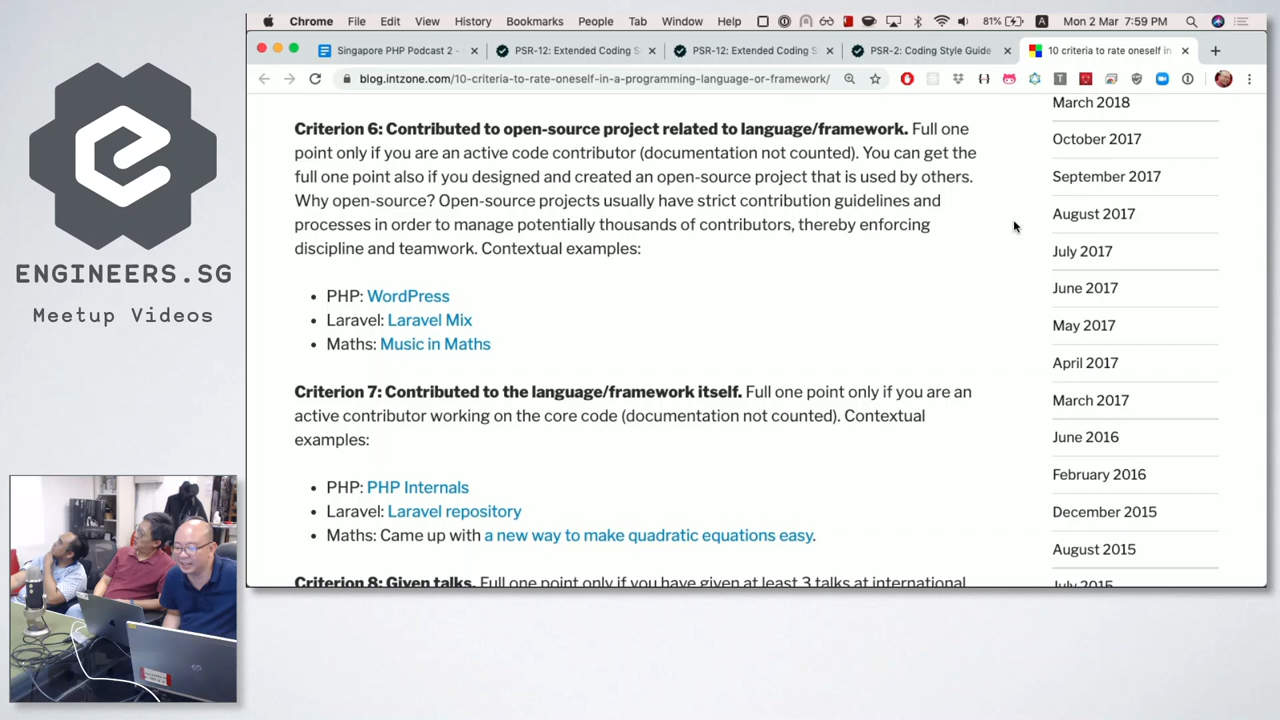 Chrome File Edit View History Bookmarks People Tab Window Help 81% A Mon 2 Mar 7:59 PM
Singapore PHP Podcast 2 - × PSR-12: Extended Coding S × PSR-12: Extended Coding S × PSR-2: Coding Style Guide × 10 criteria to rate oneself in ×
blog.intzone.com/10-criteria-to-rate-oneself-in-a-programming-language-or-framework/
Criterion 6: Contributed to open-source project related to language/framework. Full one
point only if you are an active code contributor (documentation not counted). You can get the
full one point also if you designed and created an open-source project that is used by others.
Why open-source? Open-source projects usually have strict contribution guidelines and
processes in order to manage potentially thousands of contributors, thereby enforcing
discipline and teamwork. Contextual examples:
• PHP: WordPress
• Laravel: Laravel Mix
• Maths: Music in Maths
Criterion 7: Contributed to the language/framework itself. Full one point only if you are an
active contributor working on the core code (documentation not counted). Contextual
examples:
• PHP: PHP Internals
• Laravel: Laravel repository
• Maths: Came up with a new way to make quadratic equations easy.
Criterion 8: Given talks. Full one point only if you have given at least 3 talks at international
March 2018
October 2017
September 2017
August 2017
July 2017
June 2017
May 2017
April 2017
March 2017
June 2016
February 2016
December 2015
August 2015
July 2015
ENGINEERS.SG
Meetup Videos